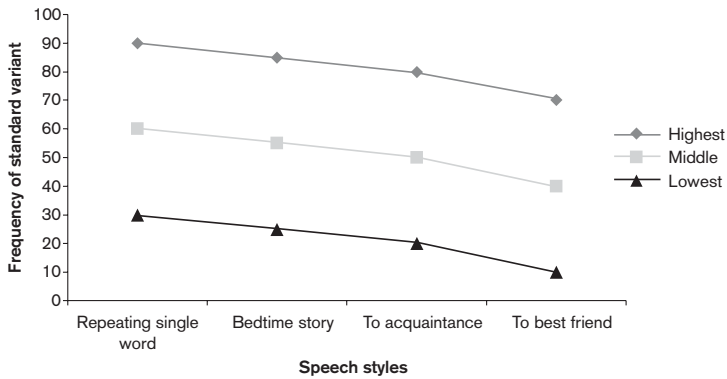 100
90
80
70
60
50
40
30
20
10
0
Frequency of standard variant
Repeating single
word
Bedtime story
To acquaintance
To best friend
Speech styles
Highest
Middle
Lowest